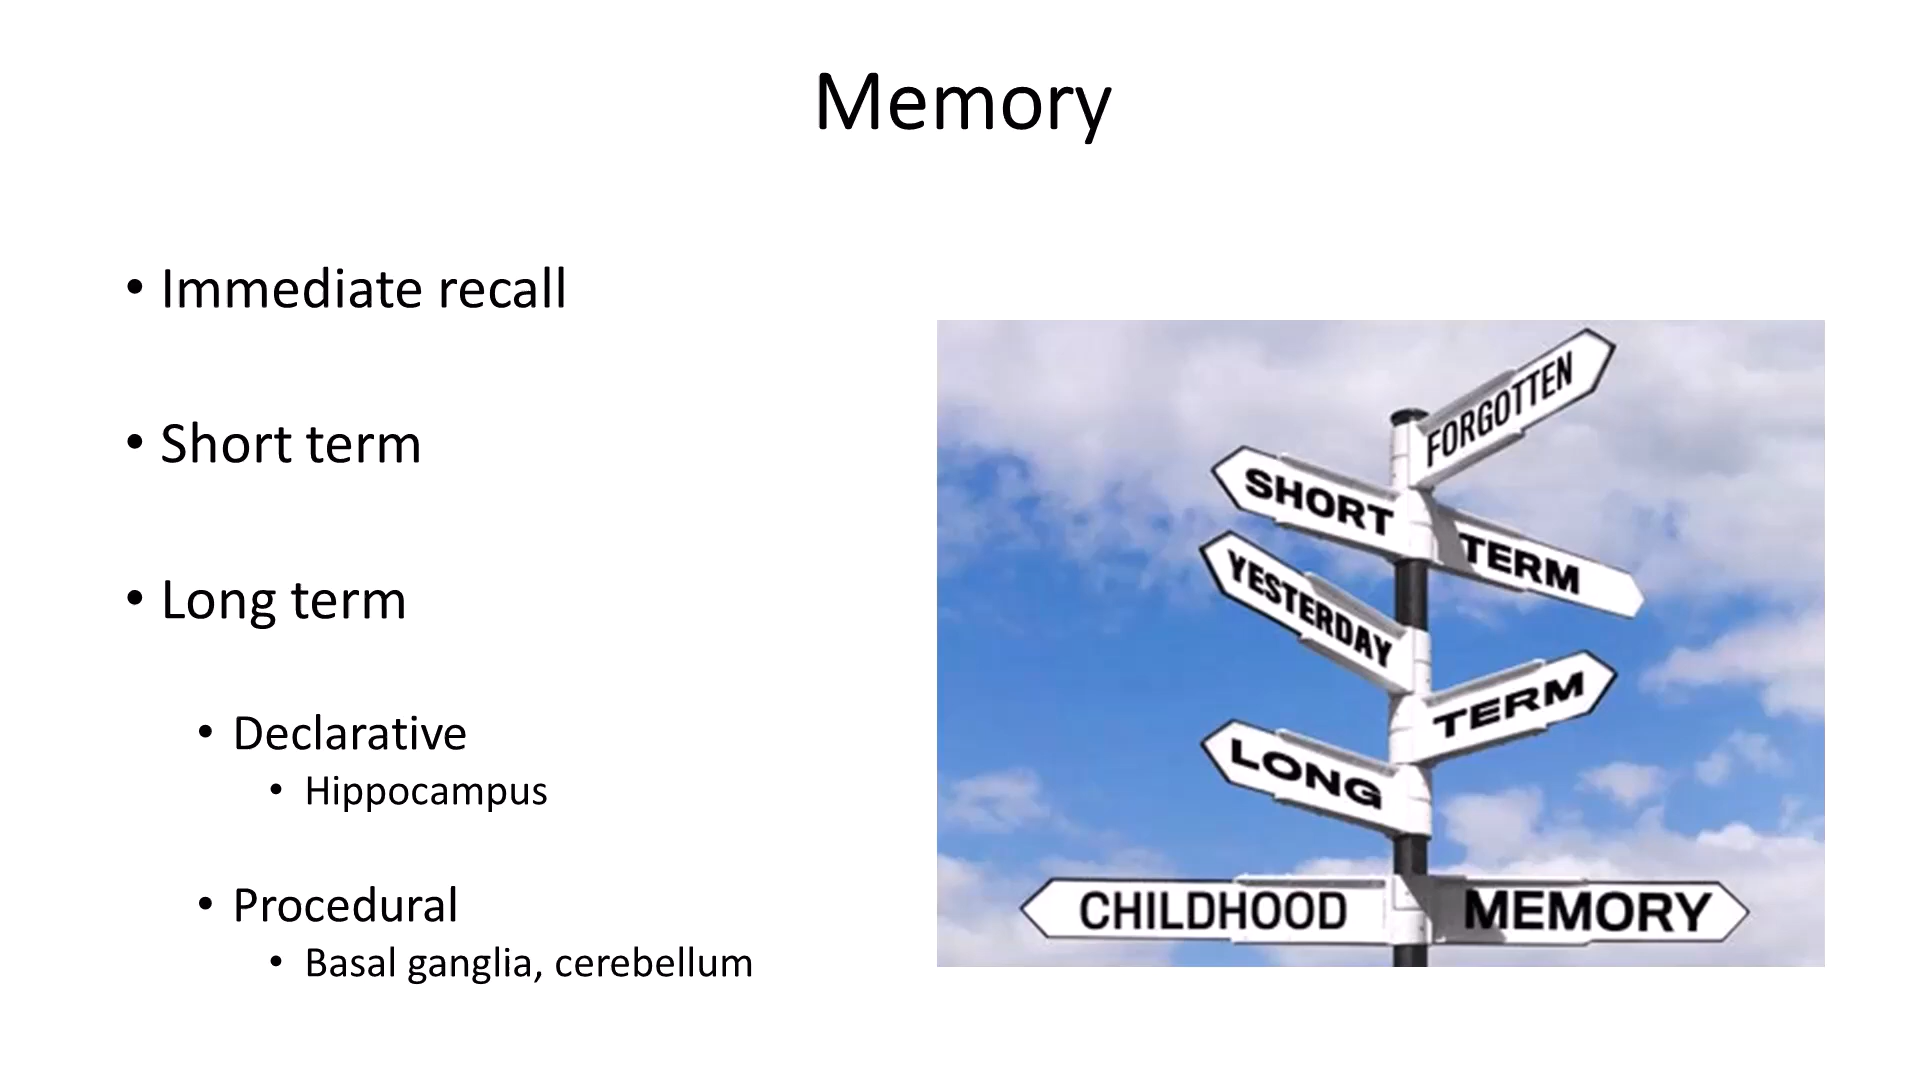 Memory
• Immediate recall
• Short term
• Long term
• Declarative
• Hippocampus
• Procedural
• Basal ganglia, cerebellum
FORGOTTEN
SHORT TERM
YESTERDAY
TERM
LONG
CHILDHOOD MEMORY